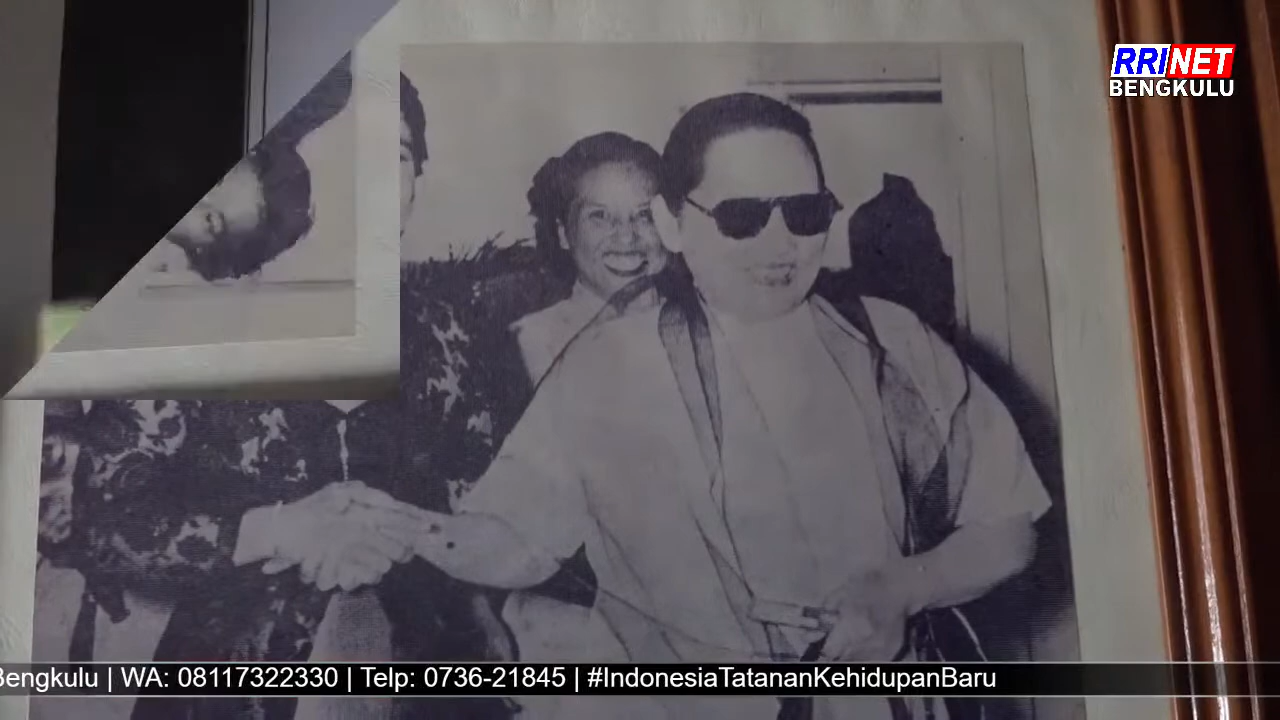 RRINET
BENGKULU
Bengkulu | WA: 08117322330 | Telp: 0736-21845 | #IndonesiaTatananKehidupanBaru